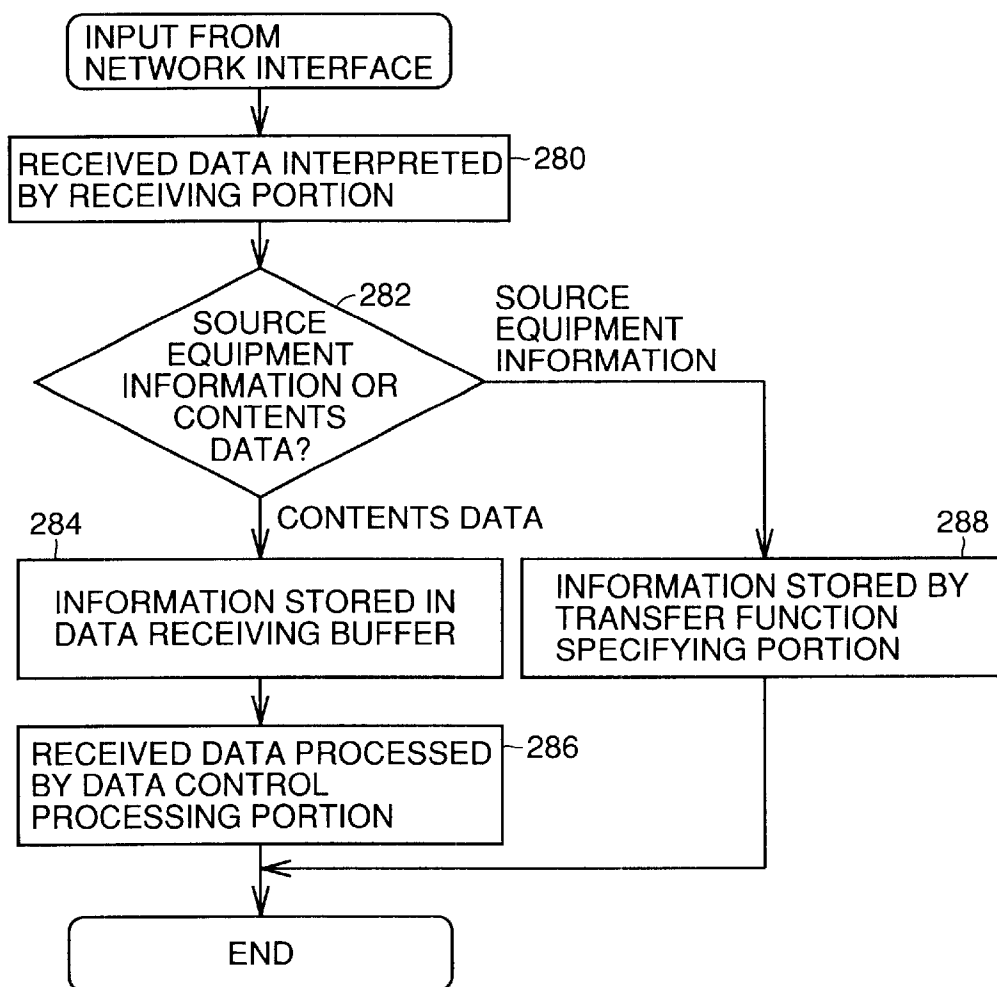 INPUT FROM
NETWORK INTERFACE
RECEIVED DATA INTERPRETED
BY RECEIVING PORTION
280
282
SOURCE
EQUIPMENT
INFORMATION OR
CONTENTS
DATA?
SOURCE
EQUIPMENT
INFORMATION
CONTENTS DATA
284
INFORMATION STORED IN
DATA RECEIVING BUFFER
288
INFORMATION STORED BY
TRANSFER FUNCTION
SPECIFYING PORTION
RECEIVED DATA PROCESSED
BY DATA CONTROL
PROCESSING PORTION
286
END